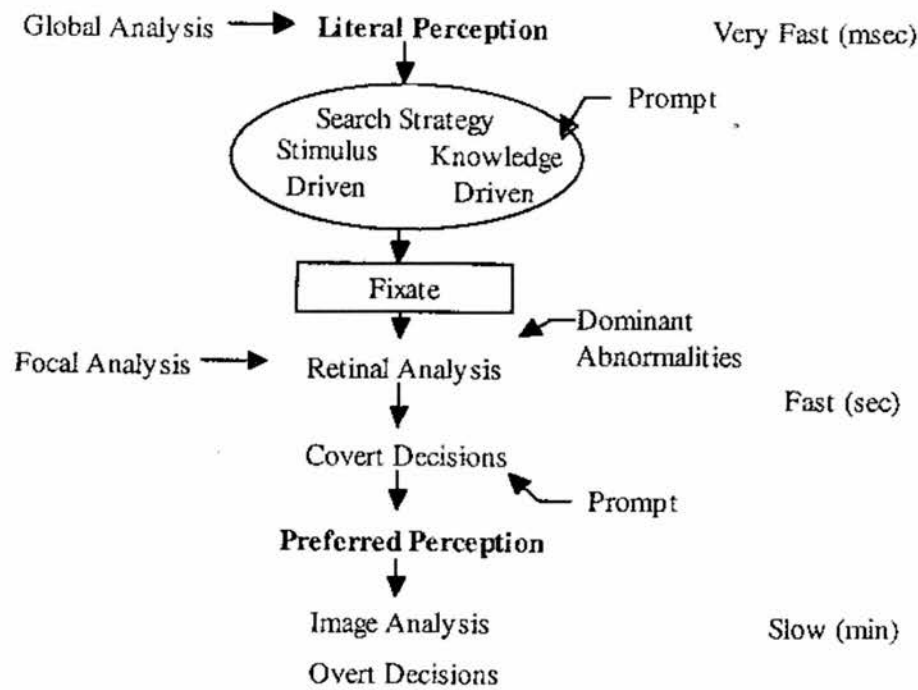 Global Analysis
Literal Perception
Very Fast (msec)
Prompt
Search Strategy
Stimulus Driven
Knowledge Driven
Fixate
Dominant
Abnormalities
Focal Analysis
Retinal Analysis
Fast (sec)
Covert Decisions
Prompt
Preferred Perception
Image Analysis
Slow (min)
Overt Decisions